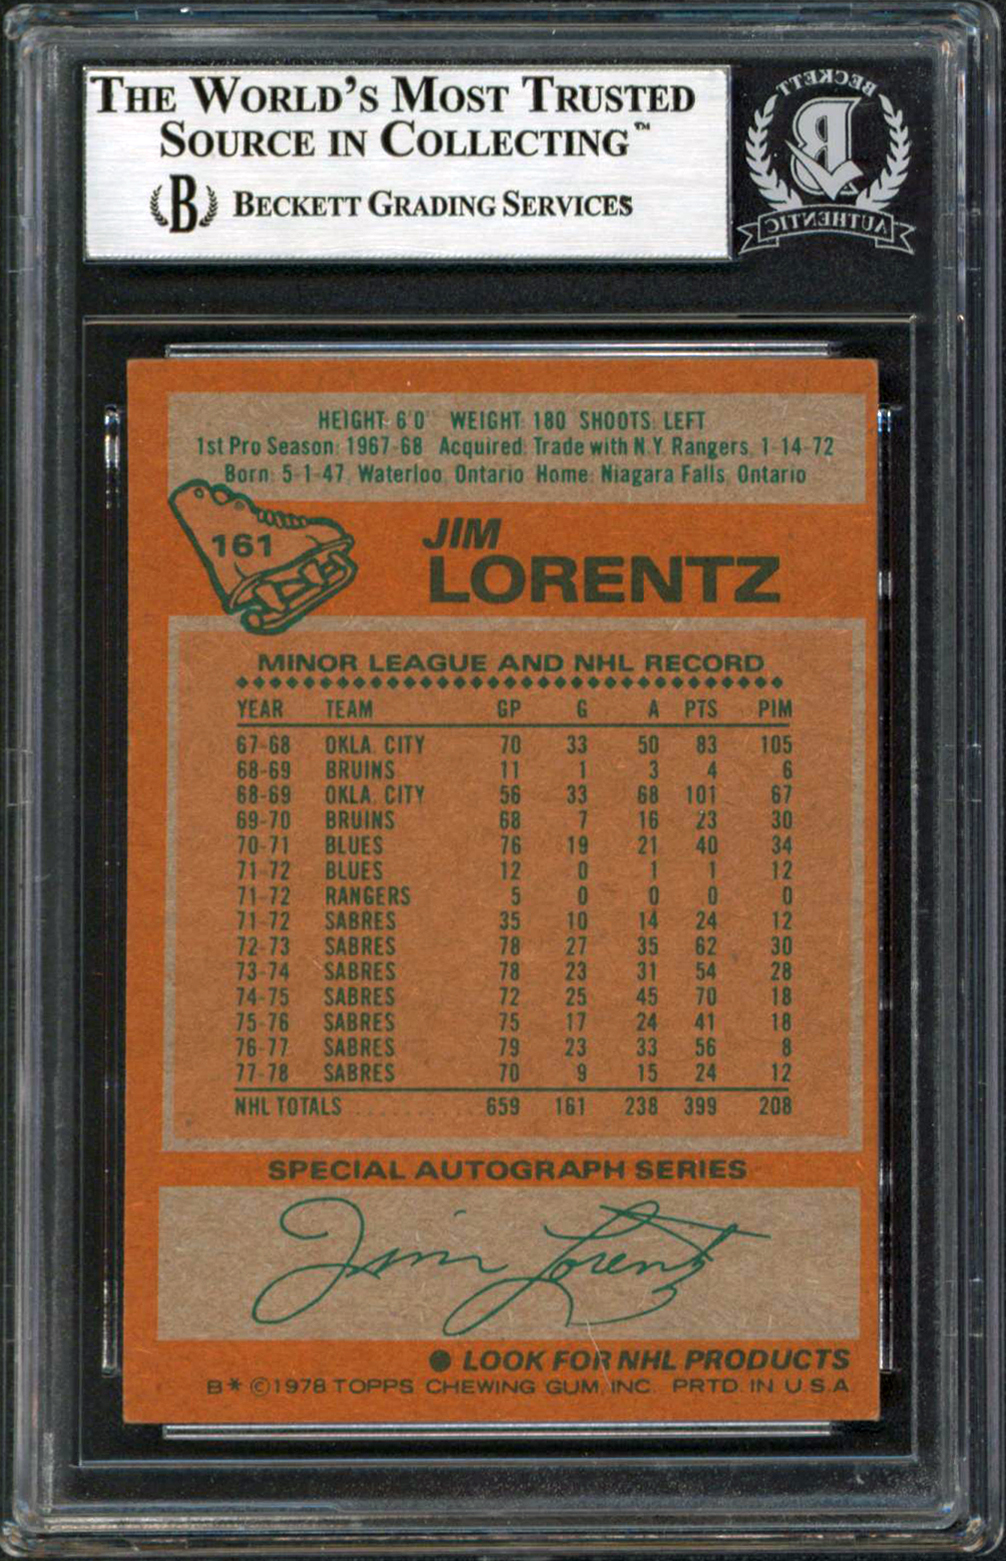 THE WORLD'S MOST TRUSTED
SOURCE IN COLLECTING™
B BECKETT GRADING SERVICES
BECKETT
B
AUTHENTIC
HEIGHT: 6'0" WEIGHT: 180 SHOOTS: LEFT
1st Pro Season: 1967-68 Acquired: Trade with N.Y. Rangers, 1-14-72
Born: 5-1-47, Waterloo, Ontario Home: Niagara Falls, Ontario
161
JIM
LORENTZ
MINOR LEAGUE AND NHL RECORD
YEAR TEAM GP G A PTS PIM
67-68 OKLA. CITY 70 33 50 83 105
68-69 BRUINS 11 1 3 4 6
68-69 OKLA. CITY 56 33 68 101 67
69-70 BRUINS 68 7 16 23 30
70-71 BLUES 76 19 21 40 34
71-72 BLUES 12 0 1 1 12
71-72 RANGERS 5 0 0 0 0
71-72 SABRES 35 10 14 24 12
72-73 SABRES 78 27 35 62 30
73-74 SABRES 78 23 31 54 28
74-75 SABRES 72 25 45 70 18
75-76 SABRES 75 17 24 41 18
76-77 SABRES 79 23 33 56 8
77-78 SABRES 70 9 15 24 12
NHL TOTALS 659 161 238 399 208
SPECIAL AUTOGRAPH SERIES
Jim Lorentz
● LOOK FOR NHL PRODUCTS
B* ©1978 TOPPS CHEWING GUM, INC. PRTD. IN U.S.A.